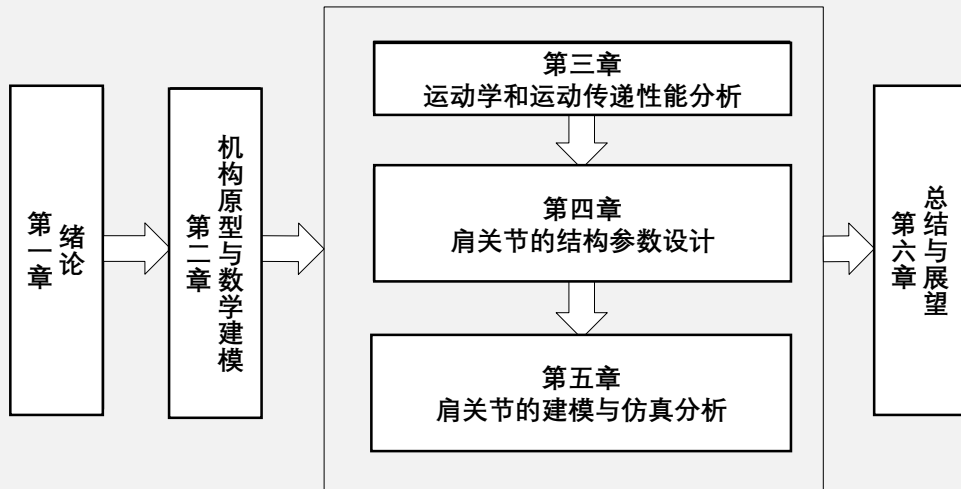 第一章
绪论
第二章
机构原型与数学建模
第三章
运动学和运动传递性能分析
第四章
肩关节的结构参数设计
第五章
肩关节的建模与仿真分析
第六章
总结与展望